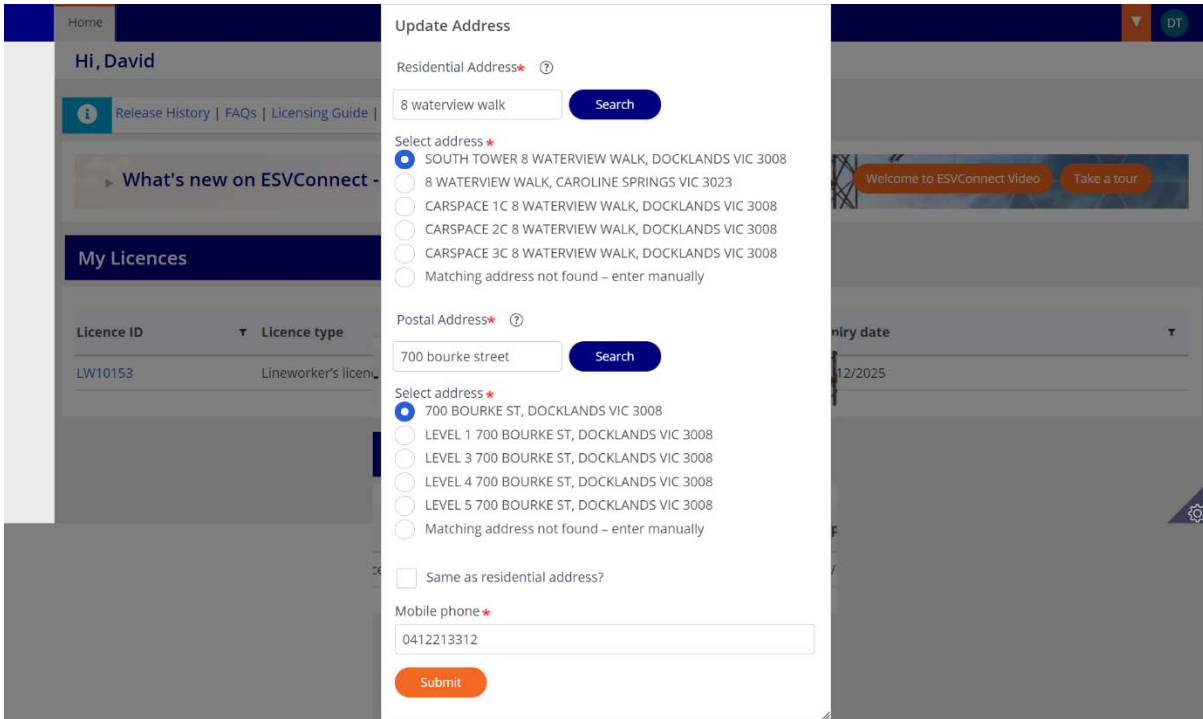 Home
DT
Hi, David
Release History | FAQs | Licensing Guide |
What's new on ESVConnect -
Welcome to ESVConnect Video
Take a tour
My Licences
Licence ID
Licence type
piry date
LW10153
Lineworker's licen
12/2025
Update Address
Residential Address*
8 waterview walk
Search
Select address *
SOUTH TOWER 8 WATERVIEW WALK, DOCKLANDS VIC 3008
8 WATERVIEW WALK, CAROLINE SPRINGS VIC 3023
CARSPACE 1C 8 WATERVIEW WALK, DOCKLANDS VIC 3008
CARSPACE 2C 8 WATERVIEW WALK, DOCKLANDS VIC 3008
CARSPACE 3C 8 WATERVIEW WALK, DOCKLANDS VIC 3008
Matching address not found – enter manually
Postal Address*
700 bourke street
Search
Select address *
700 BOURKE ST, DOCKLANDS VIC 3008
LEVEL 1 700 BOURKE ST, DOCKLANDS VIC 3008
LEVEL 3 700 BOURKE ST, DOCKLANDS VIC 3008
LEVEL 4 700 BOURKE ST, DOCKLANDS VIC 3008
LEVEL 5 700 BOURKE ST, DOCKLANDS VIC 3008
Matching address not found – enter manually
Same as residential address?
Mobile phone *
0412213312
Submit